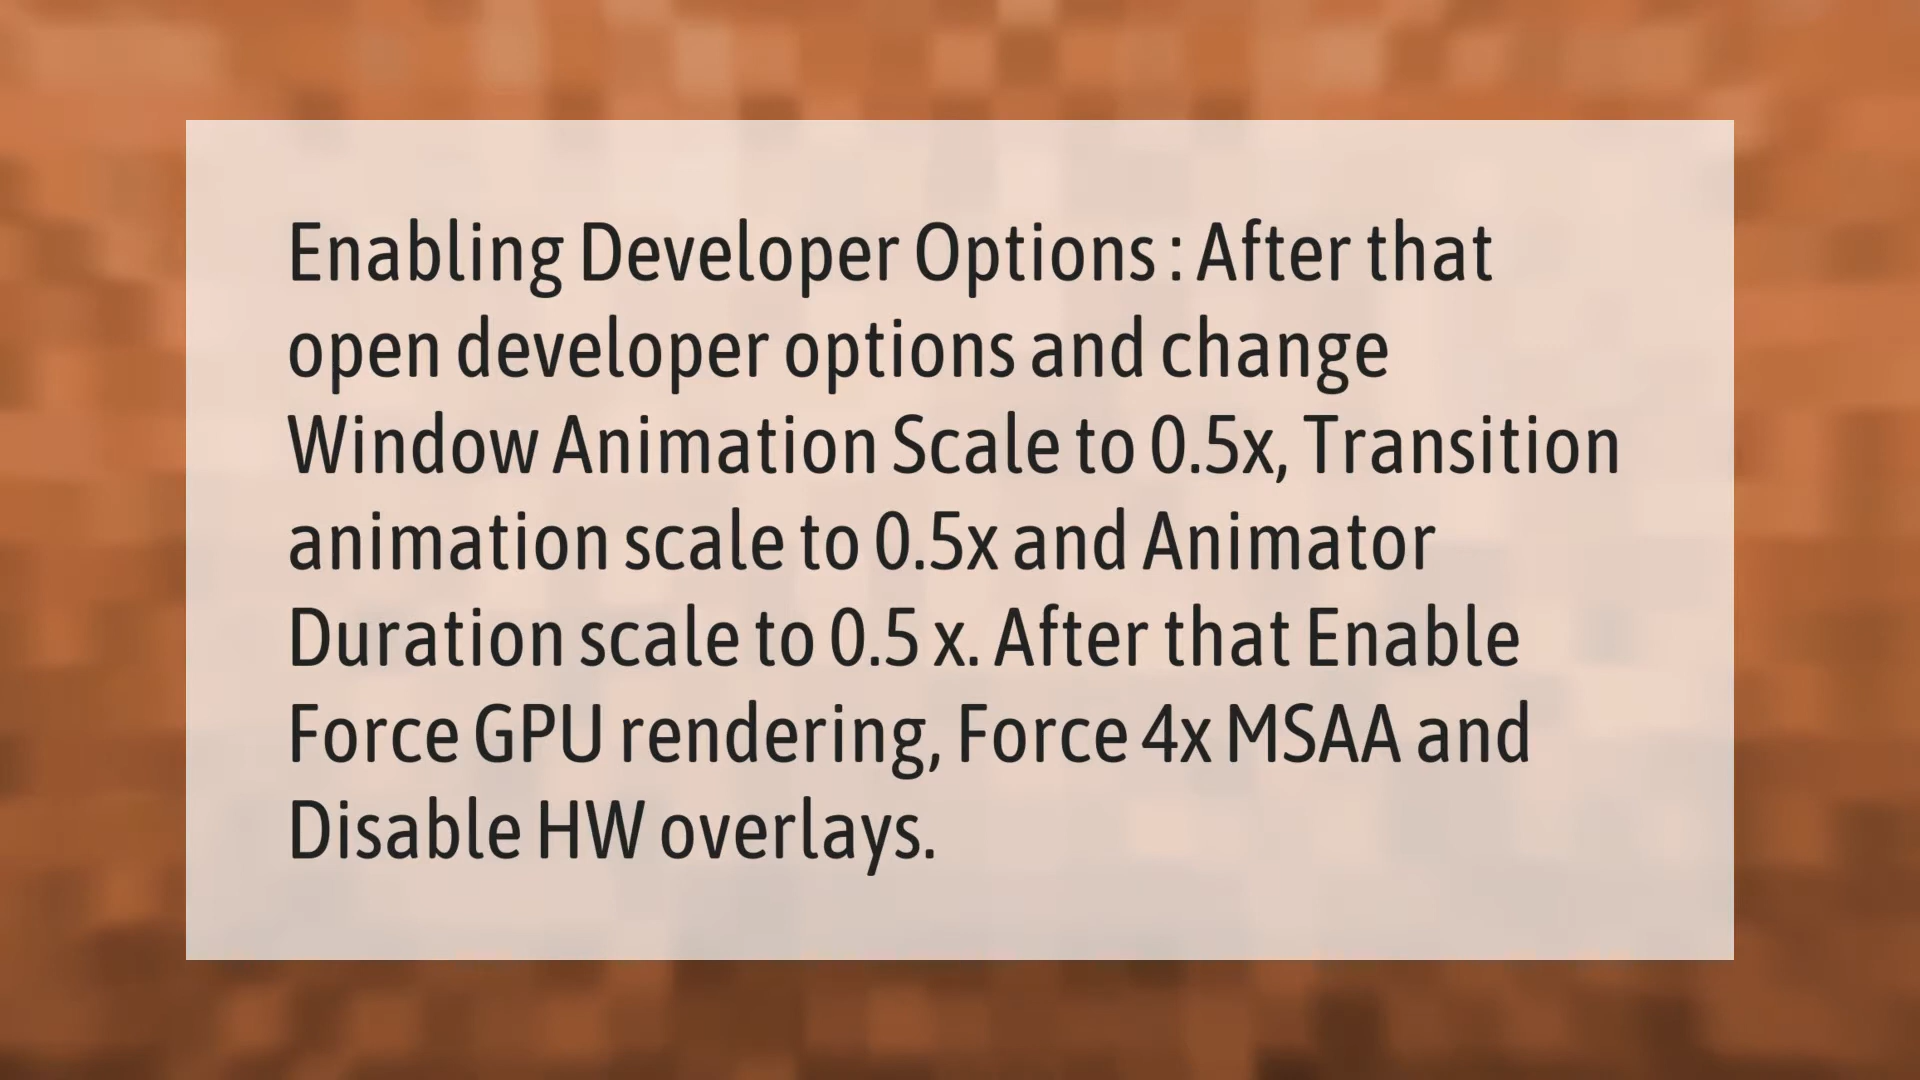 Enabling Developer Options : After that
open developer options and change
Window Animation Scale to 0.5x, Transition
animation scale to 0.5x and Animator
Duration scale to 0.5 x. After that Enable
Force GPU rendering, Force 4x MSAA and
Disable HW overlays.